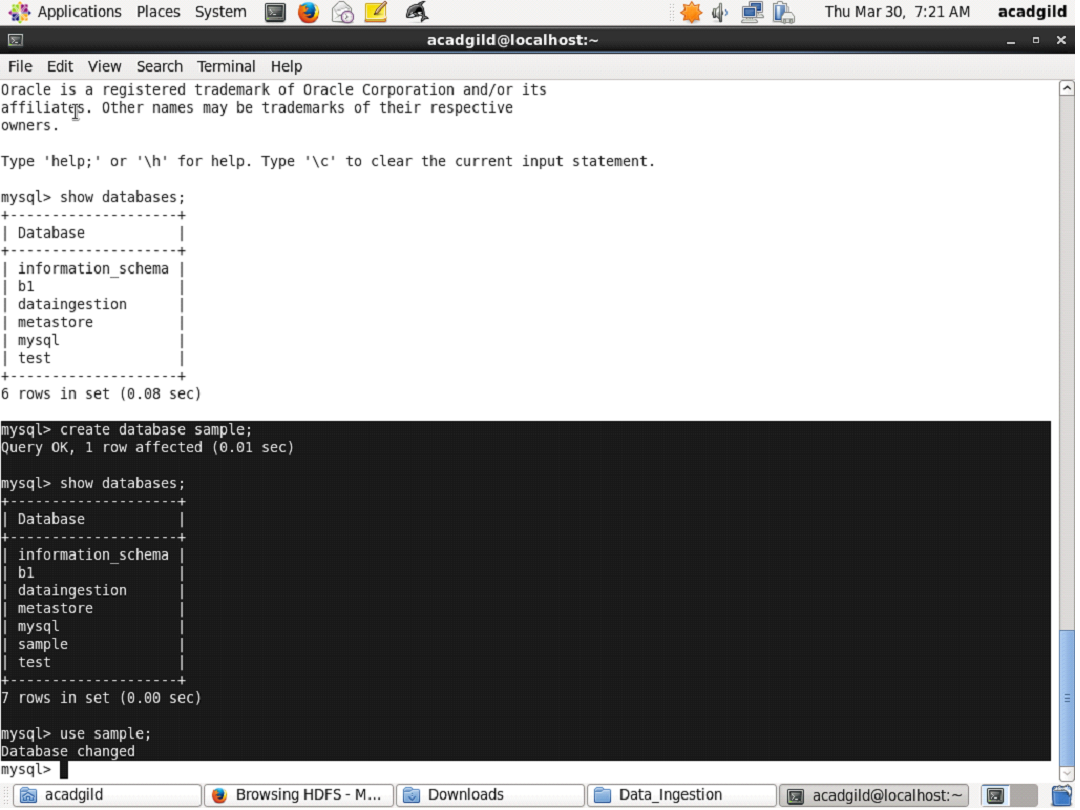 Applications Places System Thu Mar 30, 7:21 AM acadgild
acadgild@localhost:~
File Edit View Search Terminal Help
Oracle is a registered trademark of Oracle Corporation and/or its
affiliates. Other names may be trademarks of their respective
owners.
Type 'help;' or '\h' for help. Type '\c' to clear the current input statement.
mysql> show databases;
+--------------------+
| Database           |
+--------------------+
| information_schema |
| b1                 |
| dataingestion      |
| metastore          |
| mysql              |
| test               |
+--------------------+
6 rows in set (0.08 sec)
mysql> create database sample;
Query OK, 1 row affected (0.01 sec)
mysql> show databases;
+--------------------+
| Database           |
+--------------------+
| information_schema |
| b1                 |
| dataingestion      |
| metastore          |
| mysql              |
| sample             |
| test               |
+--------------------+
7 rows in set (0.00 sec)
mysql> use sample;
Database changed
mysql>
acadgild Browsing HDFS - M... Downloads Data_Ingestion acadgild@localhost:~